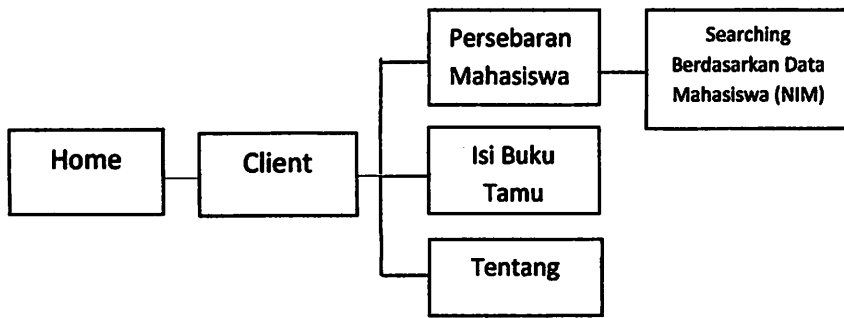 Home
Client
Persebaran
Mahasiswa
Searching
Berdasarkan Data
Mahasiswa (NIM)
Isi Buku
Tamu
Tentang